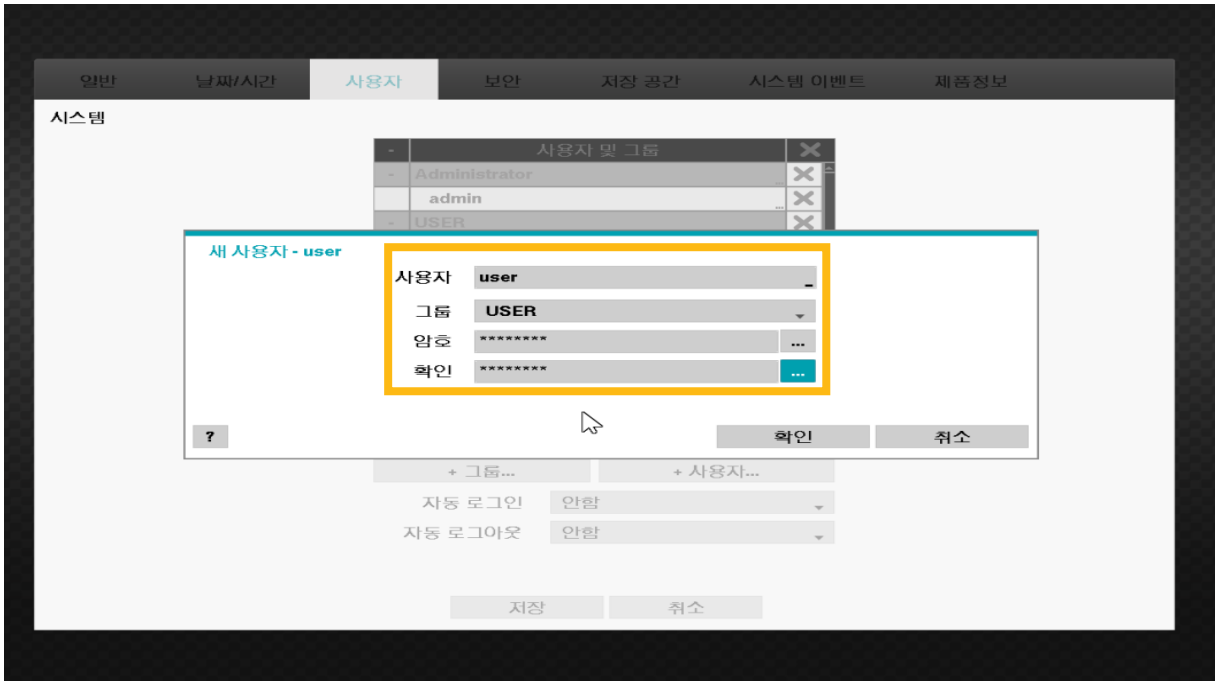 일반 날짜/시간 사용자 보안 저장 공간 시스템 이벤트 제품정보
시스템
- 사용자 및 그룹
- Administrator ...
admin ...
- USER
새 사용자 - user
사용자 user
그룹 USER
암호 ******** ...
확인 ******** ...
? 확인 취소
+ 그룹... + 사용자...
자동 로그인 안함
자동 로그아웃 안함
저장 취소